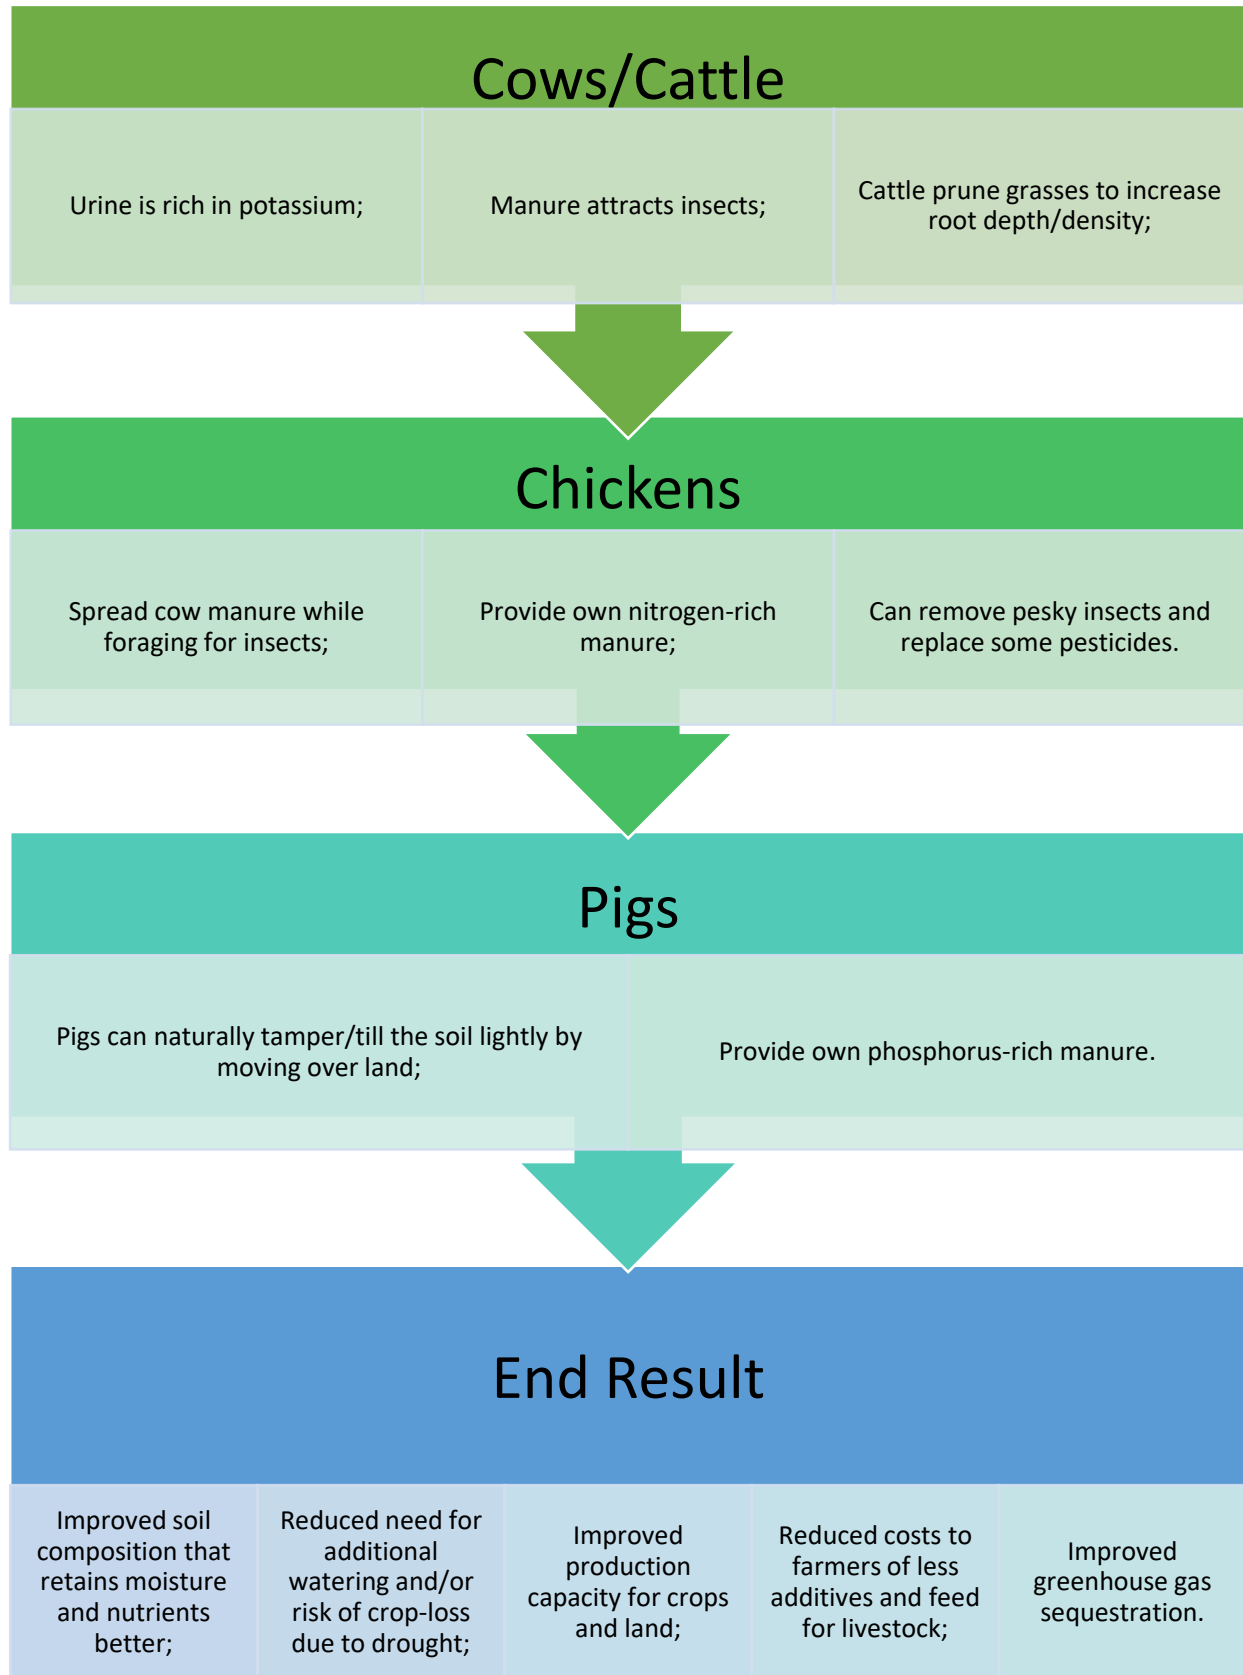 Cows/Cattle
Urine is rich in potassium;
Manure attracts insects;
Cattle prune grasses to increase
root depth/density;
Chickens
Spread cow manure while
foraging for insects;
Provide own nitrogen-rich
manure;
Can remove pesky insects and
replace some pesticides.
Pigs
Pigs can naturally tamper/till the soil lightly by
moving over land;
Provide own phosphorus-rich manure.
End Result
Improved soil
composition that
retains moisture
and nutrients
better;
Reduced need for
additional
watering and/or
risk of crop-loss
due to drought;
Improved
production
capacity for crops
and land;
Reduced costs to
farmers of less
additives and feed
for livestock;
Improved
greenhouse gas
sequestration.